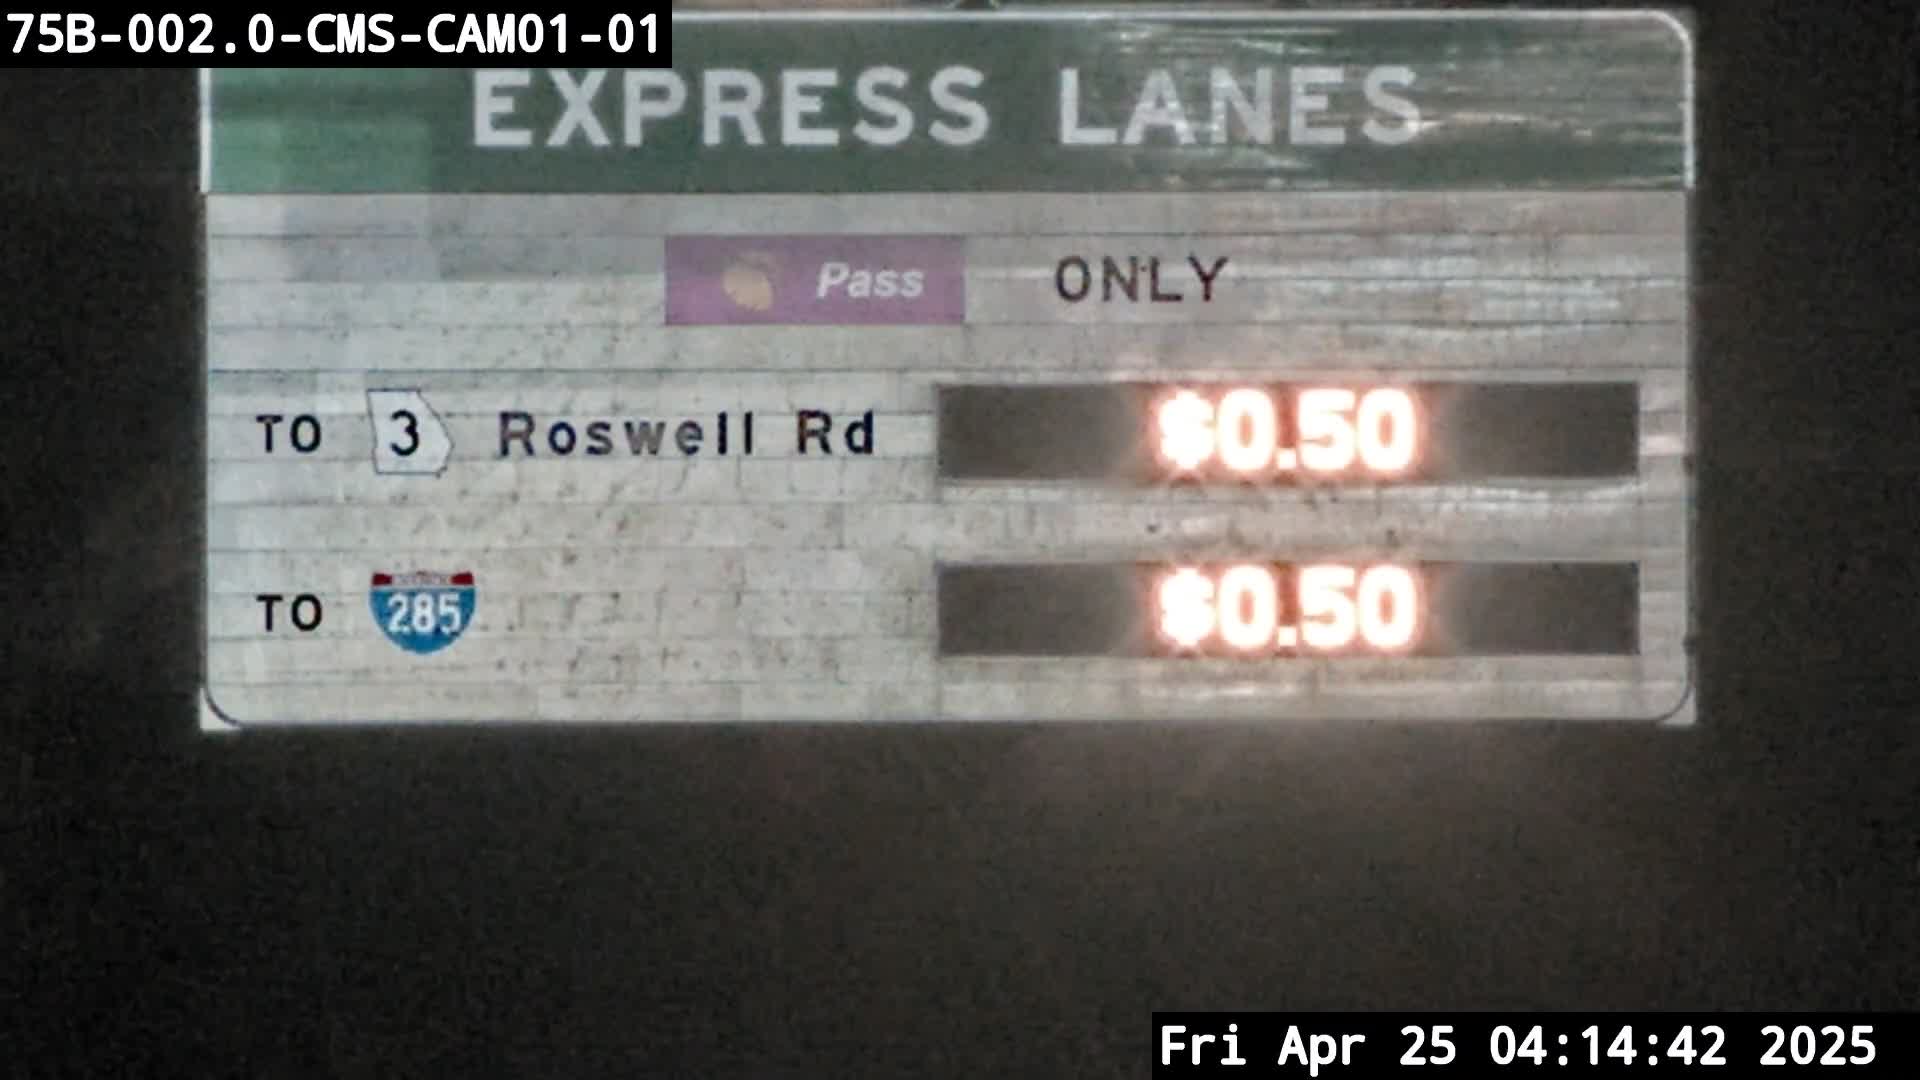 75B-002.0-CMS-CAM01-01
EXPRESS LANES
Pass ONLY
TO 3 Roswell Rd $0.50
TO 285 $0.50
Fri Apr 25 04:14:42 2025